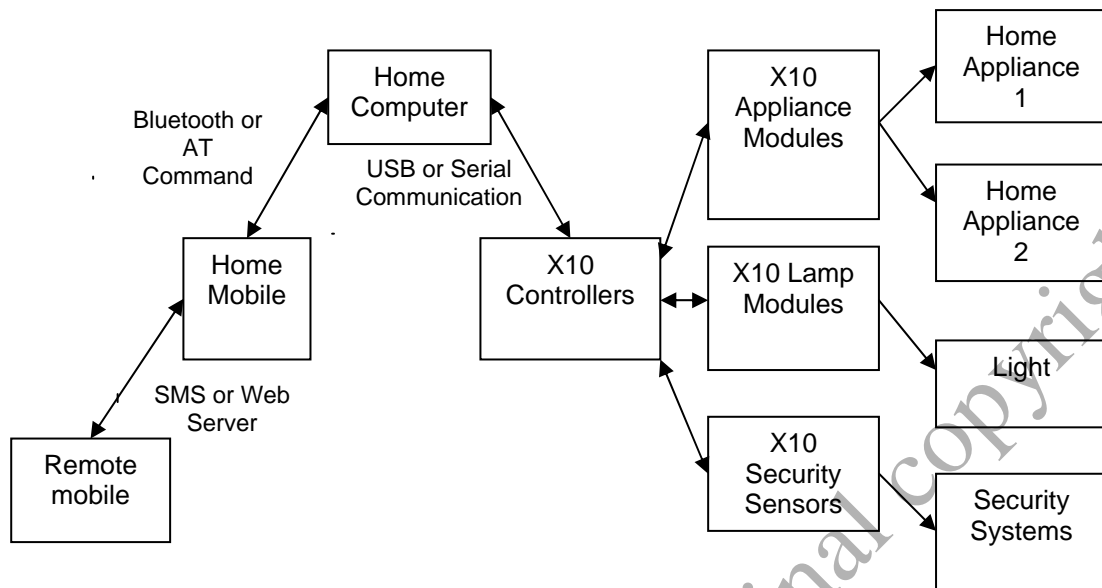 Home
Computer
Bluetooth or
AT
Command
USB or Serial
Communication
Home
Mobile
SMS or Web
Server
Remote
mobile
X10
Controllers
X10
Appliance
Modules
X10 Lamp
Modules
X10
Security
Sensors
Home
Appliance
1
Home
Appliance
2
Light
Security
Systems